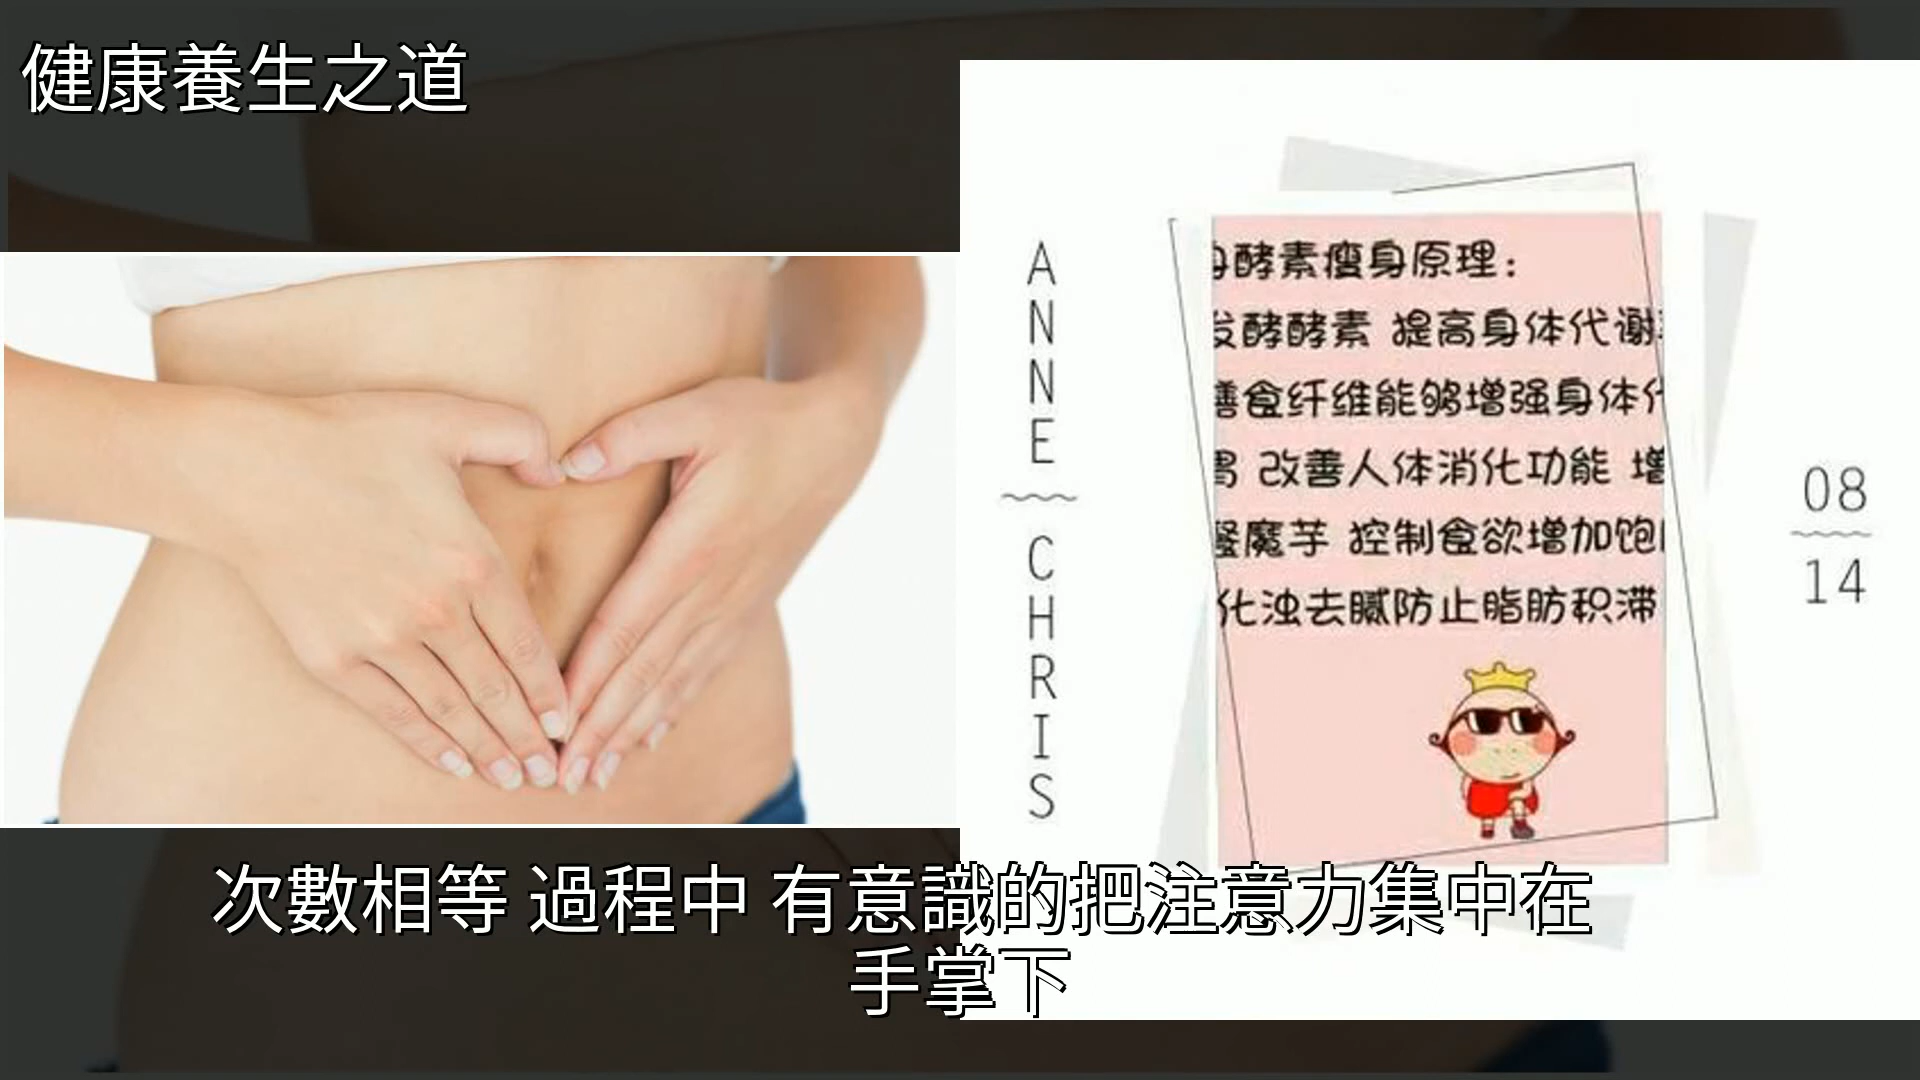 健康養生之道
ANNE
CHRIS
酵素瘦身原理：
酵酵素 提高身体代谢
膳食纤维能够增强身体
改善人体消化功能 增
魔芋 控制食欲增加饱
化浊去腻防止脂肪积滞
08
14
次數相等 過程中 有意識的把注意力集中在
手掌下